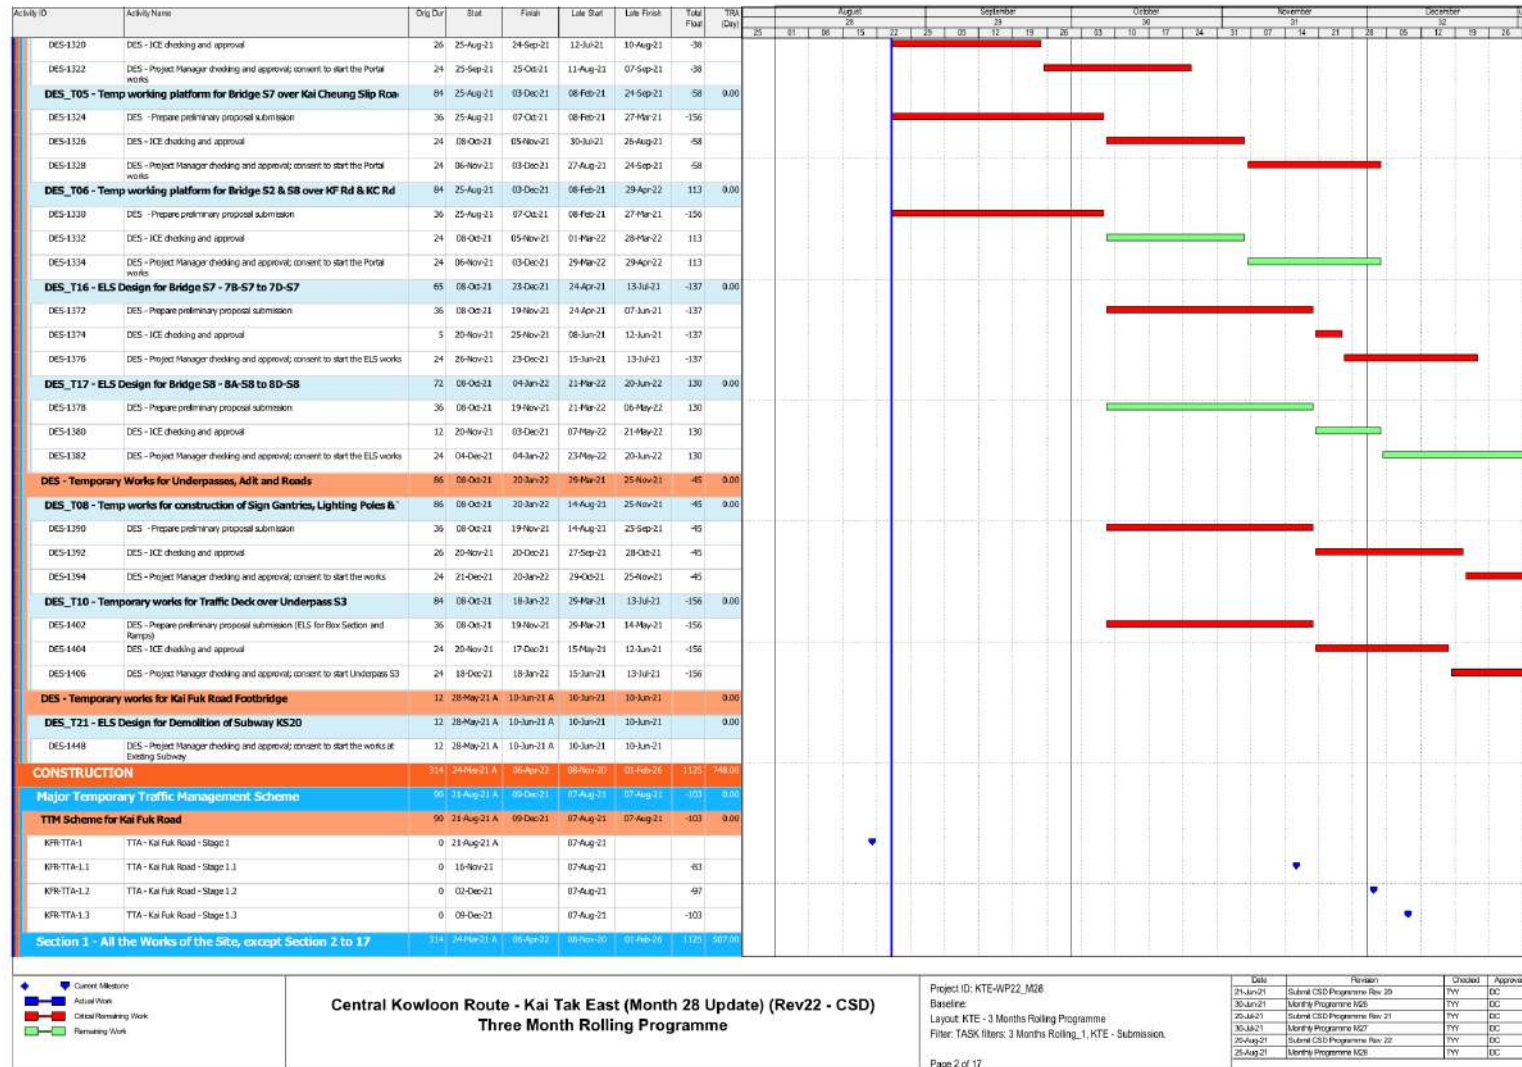 Activity ID Activity Name Orig Dur Start Finish Late Start Late Finish Total Float TRA (Day) August September October November December
28 29 30 31 32
25 01 08 15 22 29 05 12 19 26 03 10 17 24 31 07 14 21 28 05 12 19 26
DES-1320 DES - ICE checking and approval 26 25-Aug-21 24-Sep-21 12-Jul-21 10-Aug-21 -38
DES-1322 DES - Project Manager checking and approval; consent to start the Portal works 24 25-Sep-21 25-Oct-21 11-Aug-21 07-Sep-21 -38
DES_T05 - Temp working platform for Bridge S7 over Kai Cheung Slip Roa 84 25-Aug-21 03-Dec-21 08-Feb-21 24-Sep-21 -58 0.00
DES-1324 DES - Prepare preliminary proposal submission 36 25-Aug-21 07-Oct-21 08-Feb-21 27-Mar-21 -156
DES-1326 DES - ICE checking and approval 24 08-Oct-21 05-Nov-21 30-Jul-21 26-Aug-21 -58
DES-1328 DES - Project Manager checking and approval; consent to start the Portal works 24 06-Nov-21 03-Dec-21 27-Aug-21 24-Sep-21 -58
DES_T06 - Temp working platform for Bridge S2 & S8 over KF Rd & KC Rd 84 25-Aug-21 03-Dec-21 08-Feb-21 29-Apr-22 113 0.00
DES-1330 DES - Prepare preliminary proposal submission 36 25-Aug-21 07-Oct-21 08-Feb-21 27-Mar-21 -156
DES-1332 DES - ICE checking and approval 24 08-Oct-21 05-Nov-21 01-Mar-22 28-Mar-22 113
DES-1334 DES - Project Manager checking and approval; consent to start the Portal works 24 06-Nov-21 03-Dec-21 29-Mar-22 29-Apr-22 113
DES_T16 - ELS Design for Bridge S7 - 7B-S7 to 7D-S7 65 08-Oct-21 23-Dec-21 24-Apr-21 13-Jul-21 -137 0.00
DES-1372 DES - Prepare preliminary proposal submission 36 08-Oct-21 19-Nov-21 24-Apr-21 07-Jun-21 -137
DES-1374 DES - ICE checking and approval 5 20-Nov-21 25-Nov-21 08-Jun-21 12-Jun-21 -137
DES-1376 DES - Project Manager checking and approval; consent to start the ELS works 24 26-Nov-21 23-Dec-21 15-Jun-21 13-Jul-21 -137
DES_T17 - ELS Design for Bridge S8 - 8A-S8 to 8D-S8 72 08-Oct-21 04-Jan-22 21-Mar-22 20-Jun-22 130 0.00
DES-1378 DES - Prepare preliminary proposal submission 36 08-Oct-21 19-Nov-21 21-Mar-22 06-May-22 130
DES-1380 DES - ICE checking and approval 12 20-Nov-21 03-Dec-21 07-May-22 21-May-22 130
DES-1382 DES - Project Manager checking and approval; consent to start the ELS works 24 04-Dec-21 04-Jan-22 23-May-22 20-Jun-22 130
DES - Temporary Works for Underpasses, Adit and Roads 86 08-Oct-21 20-Jan-22 29-Mar-21 25-Nov-21 -45 0.00
DES_T08 - Temp works for construction of Sign Gantries, Lighting Poles & 86 08-Oct-21 20-Jan-22 14-Aug-21 25-Nov-21 -45 0.00
DES-1390 DES - Prepare preliminary proposal submission 36 08-Oct-21 19-Nov-21 14-Aug-21 25-Sep-21 -45
DES-1392 DES - ICE checking and approval 26 20-Nov-21 20-Dec-21 27-Sep-21 28-Oct-21 -45
DES-1394 DES - Project Manager checking and approval; consent to start the works 24 21-Dec-21 20-Jan-22 29-Oct-21 25-Nov-21 -45
DES_T10 - Temporary works for Traffic Deck over Underpass S3 84 08-Oct-21 18-Jan-22 29-Mar-21 13-Jul-21 -156 0.00
DES-1402 DES - Prepare preliminary proposal submission (ELS for Box Section and Ramps) 36 08-Oct-21 19-Nov-21 29-Mar-21 14-May-21 -156
DES-1404 DES - ICE checking and approval 24 20-Nov-21 17-Dec-21 15-May-21 12-Jun-21 -156
DES-1406 DES - Project Manager checking and approval; consent to start Underpass S3 24 18-Dec-21 18-Jan-22 15-Jun-21 13-Jul-21 -156
DES - Temporary works for Kai Fuk Road Footbridge 12 28-May-21 A 10-Jun-21 A 10-Jun-21 10-Jun-21 0.00
DES_T21 - ELS Design for Demolition of Subway KS20 12 28-May-21 A 10-Jun-21 A 10-Jun-21 10-Jun-21 0.00
DES-1448 DES - Project Manager checking and approval; consent to start the works at Existing Subway 12 28-May-21 A 10-Jun-21 A 10-Jun-21 10-Jun-21
CONSTRUCTION 314 24-Mar-21 A 06-Apr-22 08-Nov-20 01-Feb-26 1125 748.00
Major Temporary Traffic Management Scheme 90 21-Aug-21 A 09-Dec-21 07-Aug-21 07-Aug-21 -103 0.00
TTM Scheme for Kai Fuk Road 90 21-Aug-21 A 09-Dec-21 07-Aug-21 07-Aug-21 -103 0.00
KFR-TTA-1 TTA - Kai Fuk Road - Stage 1 0 21-Aug-21 A 07-Aug-21
KFR-TTA-1.1 TTA - Kai Fuk Road - Stage 1.1 0 16-Nov-21 07-Aug-21 -83
KFR-TTA-1.2 TTA - Kai Fuk Road - Stage 1.2 0 02-Dec-21 07-Aug-21 -97
KFR-TTA-1.3 TTA - Kai Fuk Road - Stage 1.3 0 09-Dec-21 07-Aug-21 -103
Section 1 - All the Works of the Site, except Section 2 to 17 314 24-Mar-21 A 06-Apr-22 08-Nov-20 01-Feb-26 1125 507.00
Current Milestone
Actual Work
Critical Remaining Work
Remaining Work
Central Kowloon Route - Kai Tak East (Month 28 Update) (Rev22 - CSD)
Three Month Rolling Programme
Project ID: KTE-WP22_M28
Baseline:
Layout: KTE - 3 Months Rolling Programme
Filter: TASK filters: 3 Months Rolling_1, KTE - Submission.
Page 2 of 17
Date Revision Checked Approve
21-Jun-21 Submit CSD Programme Rev 20 TYY DC
30-Jun-21 Monthly Programme M26 TYY DC
20-Jul-21 Submit CSD Programme Rev 21 TYY DC
30-Jul-21 Monthly Programme M27 TYY DC
20-Aug-21 Submit CSD Programme Rev 22 TYY DC
25-Aug-21 Monthly Programme M28 TYY DC